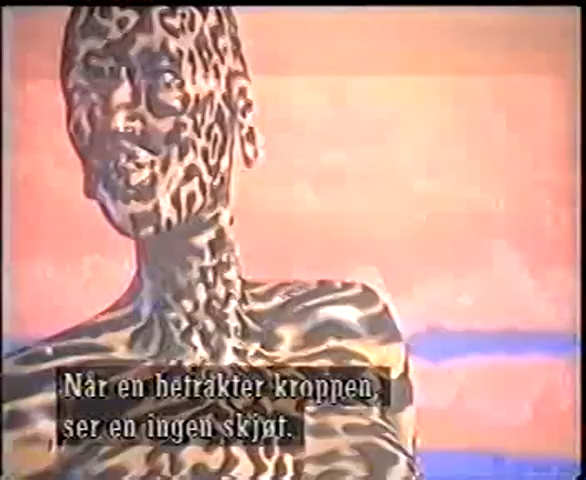 Når en betrakter kroppen,
ser en ingen skjøt.